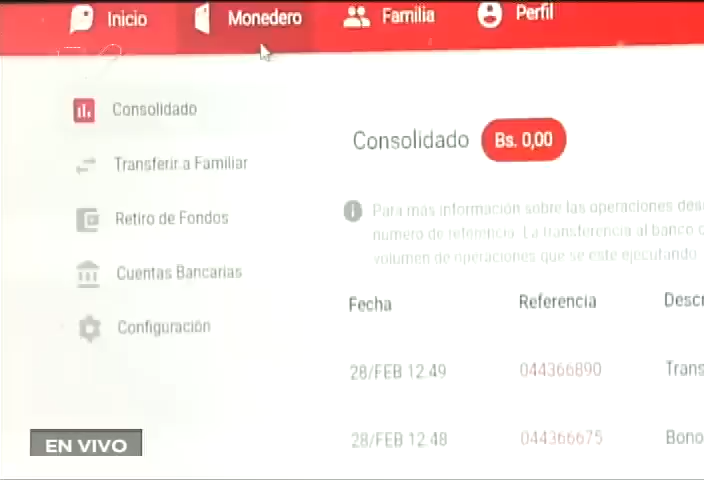 Inicio
Monedero
Familia
Perfil
Consolidado
Transferir a Familiar
Retiro de Fondos
Cuentas Bancarias
Configuración
Consolidado
Bs. 0,00
Para más información sobre las operaciones
numero de referencia. La transferencia al banco
volumen de operaciones que se este ejecutando.
Fecha
Referencia
Descr
28/FEB 12:49
044366890
Trans
28/FEB 12:48
044366675
Bono
EN VIVO